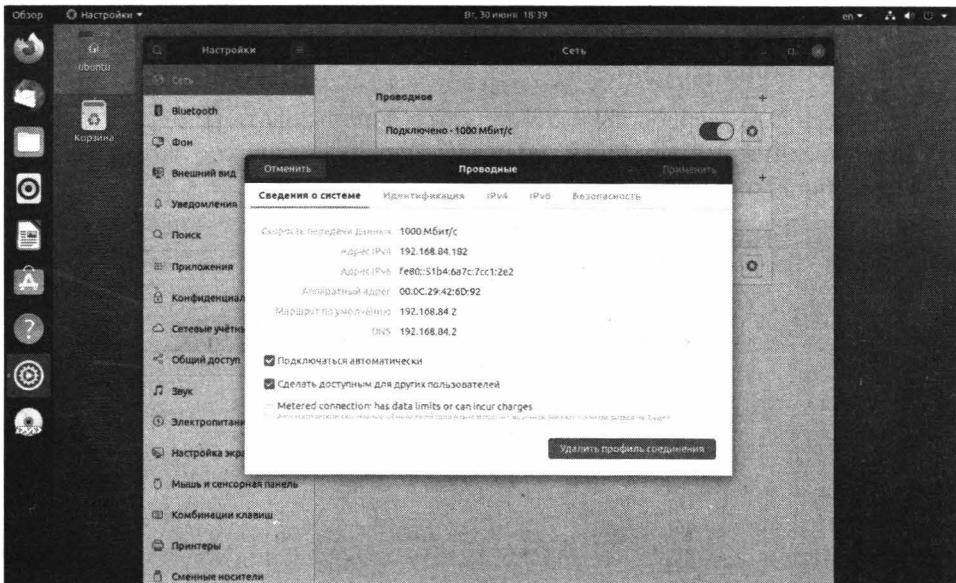 Обзор
Настройки
Вт, 30 июня 18:39
en
ubuntu
Корзина
Настройки
Сеть
Сеть
Bluetooth
Фон
Внешний вид
Уведомления
Поиск
Приложения
Конфиденциал
Сетевые учётн
Общий доступ
Звук
Электропитани
Настройка экра
Мышь и сенсорная панель
Комбинации клавиш
Принтеры
Сменные носители
Проводное
+
Подключено - 1000 Мбит/с
+
Отменить
Проводные
Применить
Сведения о системе Идентификация IPv4 IPv6 Безопасность
Скорость передачи данных 1000 Мбит/с
Адрес IPv4 192.168.84.182
Адрес IPv6 fe80::51b4:6a7c:7cc1:2e2
Аппаратный адрес 00:0C:29:42:6D:92
Маршрут по умолчанию 192.168.84.2
DNS 192.168.84.2
Подключаться автоматически
Сделать доступным для других пользователей
Metered connection: has data limits or can incur charges
Удалить профиль соединения